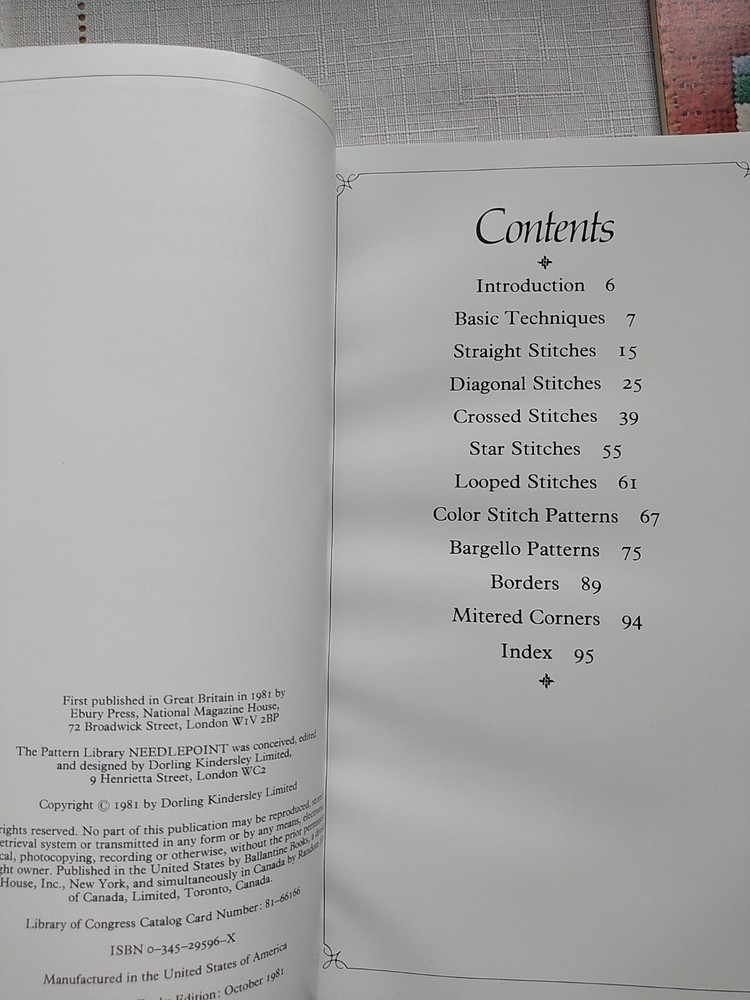 First published in Great Britain in 1981 by
Ebury Press, National Magazine House,
72 Broadwick Street, London W1V 2BP
The Pattern Library NEEDLEPOINT was conceived, edited
and designed by Dorling Kindersley Limited,
9 Henrietta Street, London WC2
Copyright © 1981 by Dorling Kindersley Limited
rights reserved. No part of this publication may be reproduced,
retrieval system or transmitted in any form or by any means,
photocopying, recording or otherwise, without the prior
owner. Published in the United States by Ballantine Books, a
House, Inc., New York, and simultaneously in Canada by Random
of Canada, Limited, Toronto, Canada.
Library of Congress Catalog Card Number: 81-66166
ISBN 0-345-29596-X
Manufactured in the United States of America
Edition: October 1981
Contents
Introduction 6
Basic Techniques 7
Straight Stitches 15
Diagonal Stitches 25
Crossed Stitches 39
Star Stitches 55
Looped Stitches 61
Color Stitch Patterns 67
Bargello Patterns 75
Borders 89
Mitered Corners 94
Index 95